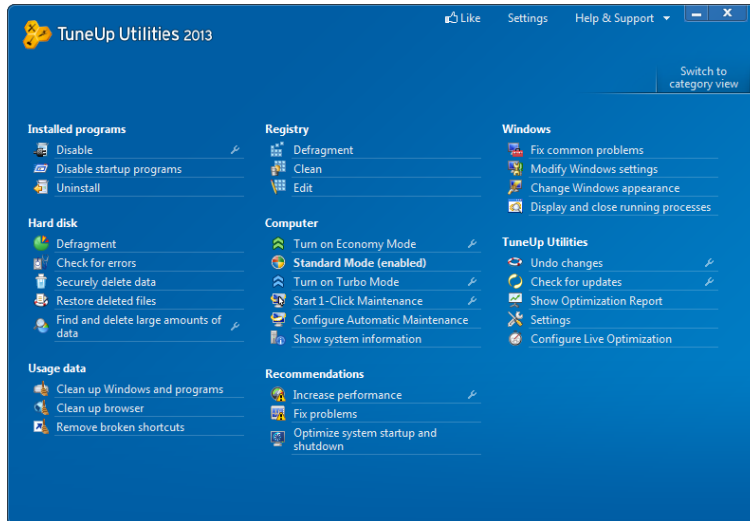 TuneUp Utilities 2013
Like Settings Help & Support
Switch to
category view
Installed programs
Disable
Disable startup programs
Uninstall
Hard disk
Defragment
Check for errors
Securely delete data
Restore deleted files
Find and delete large amounts of
data
Usage data
Clean up Windows and programs
Clean up browser
Remove broken shortcuts
Registry
Defragment
Clean
Edit
Computer
Turn on Economy Mode
Standard Mode (enabled)
Turn on Turbo Mode
Start 1-Click Maintenance
Configure Automatic Maintenance
Show system information
Recommendations
Increase performance
Fix problems
Optimize system startup and
shutdown
Windows
Fix common problems
Modify Windows settings
Change Windows appearance
Display and close running processes
TuneUp Utilities
Undo changes
Check for updates
Show Optimization Report
Settings
Configure Live Optimization